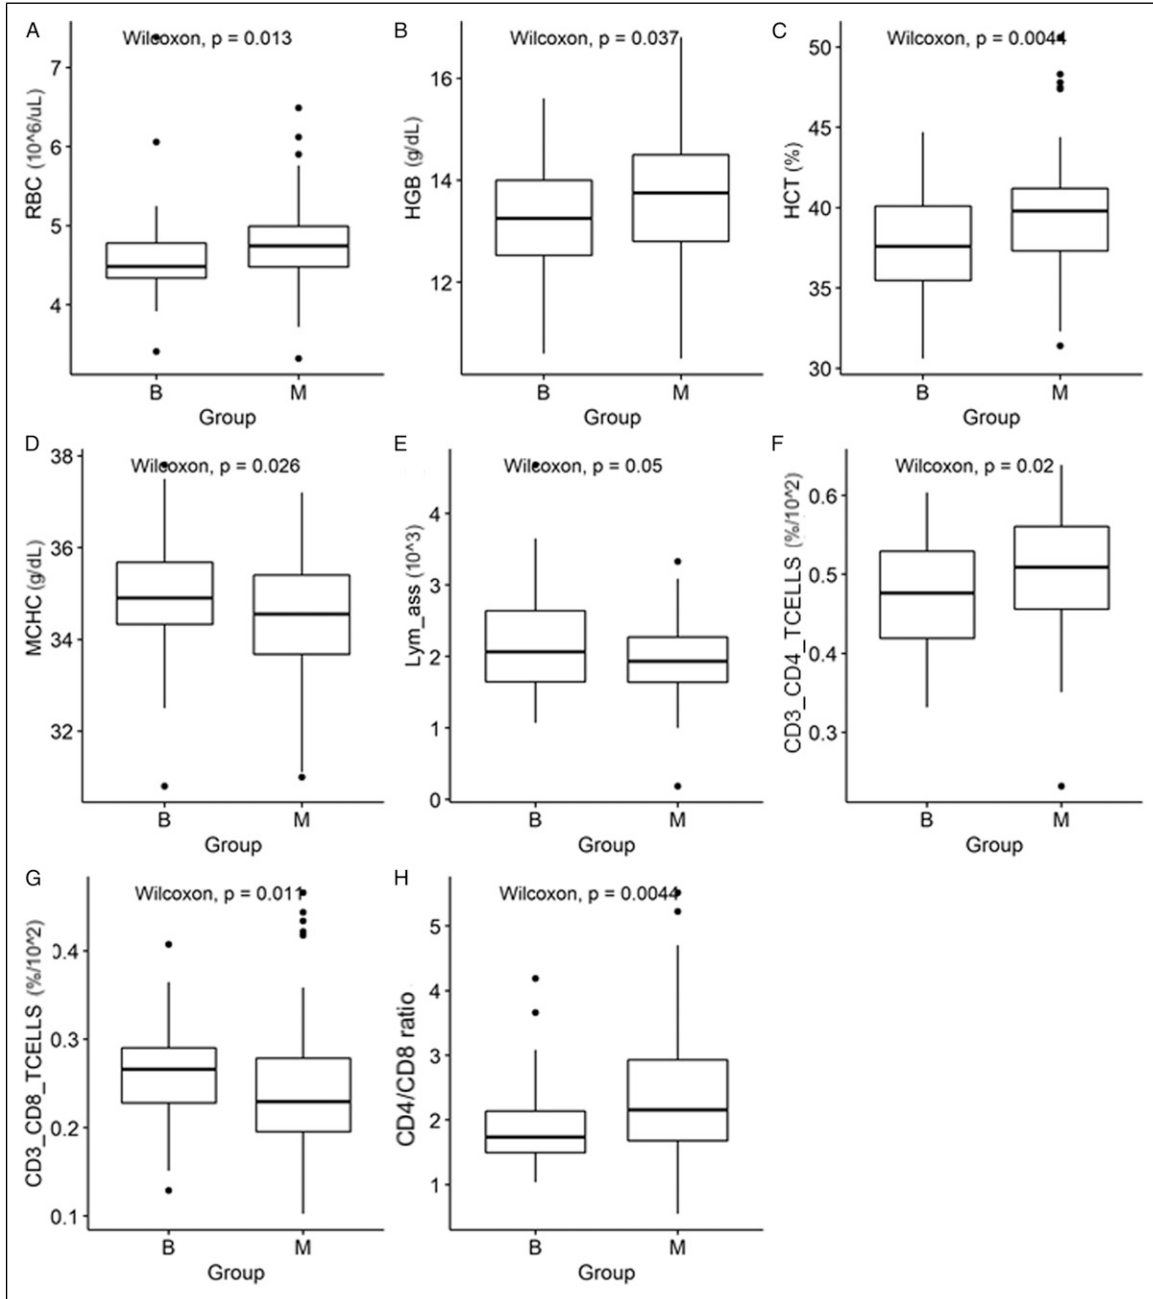 A
Wilcoxon, p = 0.013
RBC (10^6/uL)
7
6
5
4
B
M
Group
B
Wilcoxon, p = 0.037
HGB (g/dL)
16
14
12
B
M
Group
C
Wilcoxon, p = 0.0044
HCT (%)
50
45
40
35
30
B
M
Group
D
Wilcoxon, p = 0.026
MCHC (g/dL)
38
36
34
32
B
M
Group
E
Wilcoxon, p = 0.05
Lym_ass (10^3)
4
3
2
1
0
B
M
Group
F
Wilcoxon, p = 0.02
CD3_CD4_TCELLS (%/10^2)
0.6
0.5
0.4
0.3
B
M
Group
G
Wilcoxon, p = 0.011
CD3_CD8_TCELLS (%/10^2)
0.4
0.3
0.2
0.1
B
M
Group
H
Wilcoxon, p = 0.0044
CD4/CD8 ratio
5
4
3
2
1
B
M
Group